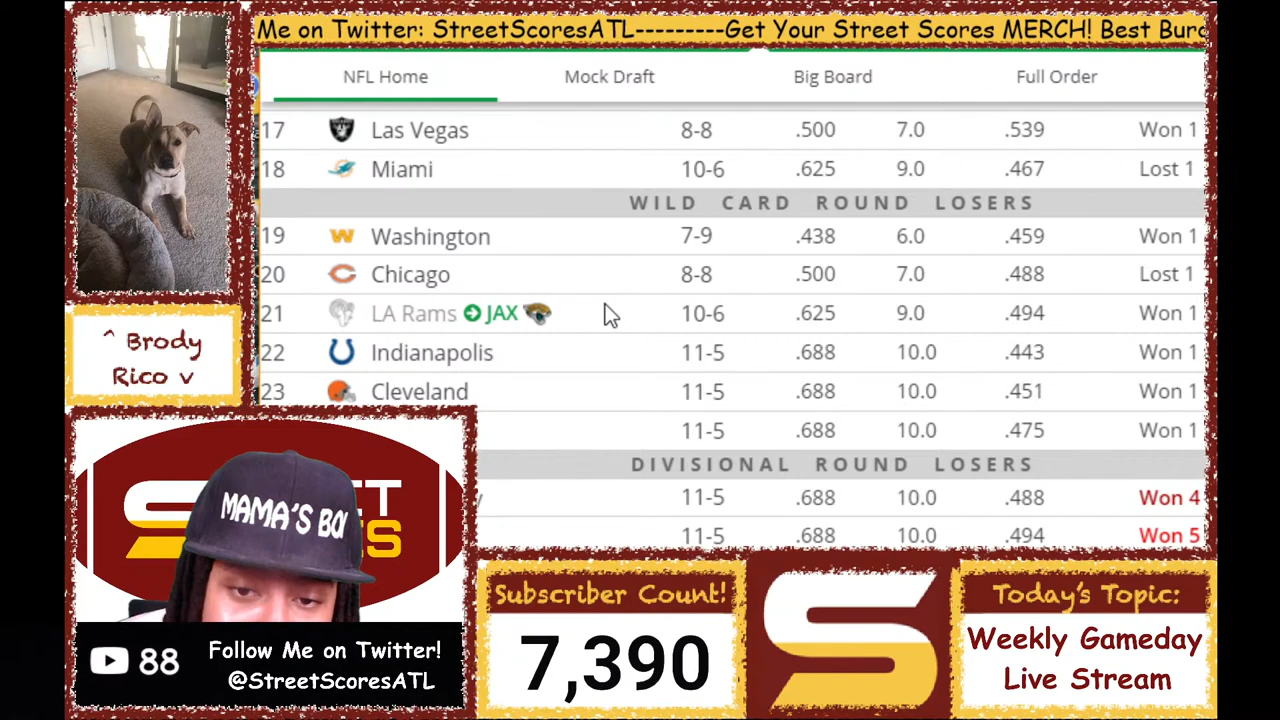 Me on Twitter: StreetScoresATL---------Get Your Street Scores MERCH! Best
NFL Home Mock Draft Big Board Full Order
17 Las Vegas 8-8 .500 7.0 .539 Won 1
18 Miami 10-6 .625 9.0 .467 Lost 1
WILD CARD ROUND LOSERS
19 Washington 7-9 .438 6.0 .459 Won 1
20 Chicago 8-8 .500 7.0 .488 Lost 1
21 LA Rams JAX 10-6 .625 9.0 .494 Won 1
22 Indianapolis 11-5 .688 10.0 .443 Won 1
23 Cleveland 11-5 .688 10.0 .451 Won 1
11-5 .688 10.0 .475 Won 1
DIVISIONAL ROUND LOSERS
11-5 .688 10.0 .488 Won 4
11-5 .688 10.0 .494 Won 5
^ Brody
Rico v
MAMA'S BO
88
Follow Me on Twitter!
@StreetScoresATL
Subscriber Count!
7,390
S
Today's Topic:
Weekly Gameday
Live Stream